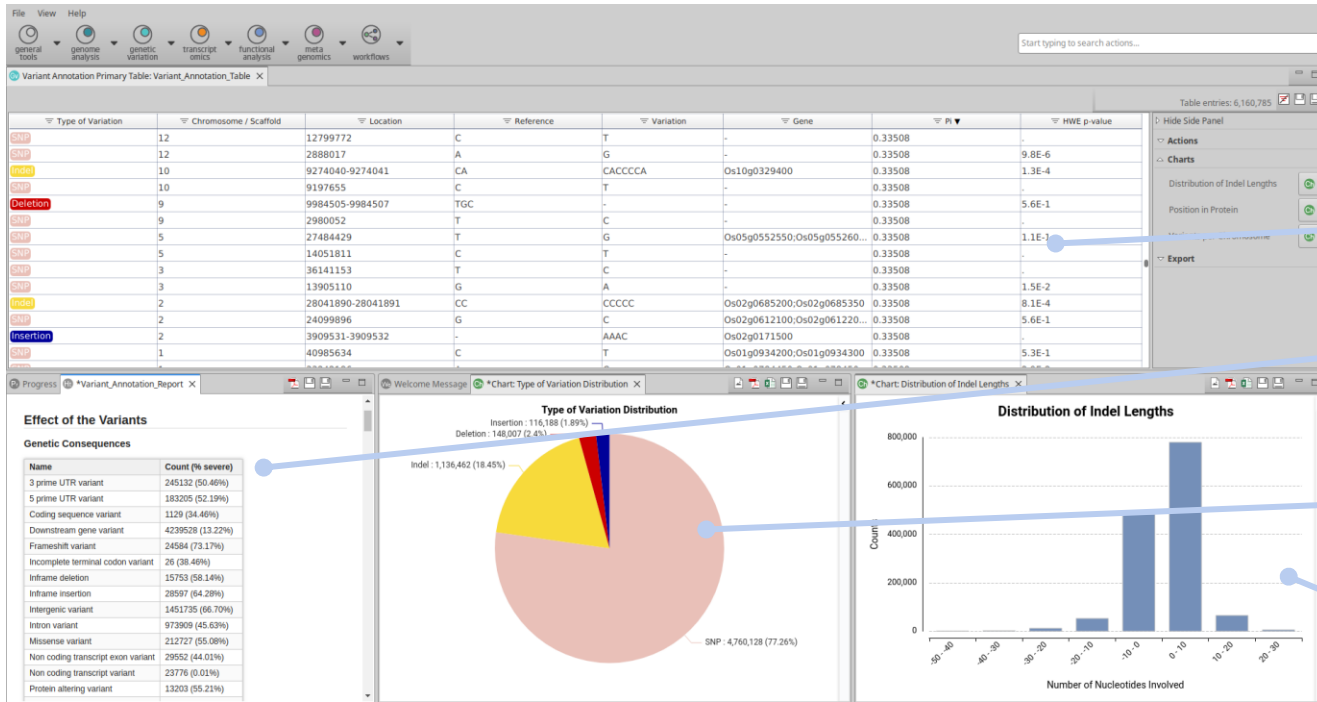 File View Help
general tools
genome analysis
genetic variation
transcript omics
functional analysis
meta genomics
workflows
Start typing to search actions...
Variant Annotation Primary Table: Variant_Annotation_Table
Table entries: 6,160,785
Type of Variation Chromosome / Scaffold Location Reference Variation Gene Pi ▼ HWE p-value
SNP 12 12799772 C T - 0.33508 .
SNP 12 2888017 A G - 0.33508 9.8E-6
Indel 10 9274040-9274041 CA CACCCCA Os10g0329400 0.33508 1.3E-4
SNP 10 9197655 C T - 0.33508 .
Deletion 9 9984505-9984507 TGC - - 0.33508 5.6E-1
SNP 9 2980052 T C - 0.33508 .
SNP 5 27484429 T G Os05g0552550;Os05g055260... 0.33508 1.1E-1
SNP 5 14051811 C T - 0.33508 .
SNP 3 36141153 T C - 0.33508 .
SNP 3 13905110 G A - 0.33508 1.5E-2
Indel 2 28041890-28041891 CC CCCCC Os02g0685200;Os02g0685350 0.33508 8.1E-4
SNP 2 24099896 G C Os02g0612100;Os02g061220... 0.33508 5.6E-1
Insertion 2 3909531-3909532 - AAAC Os02g0171500 0.33508
SNP 1 40985634 C T Os01g0934200;Os01g0934300 0.33508 5.3E-1
Hide Side Panel
Actions
Charts
Distribution of Indel Lengths
Position in Protein
Export
Progress *Variant_Annotation_Report
Effect of the Variants
Genetic Consequences
Name Count (% severe)
3 prime UTR variant 245132 (50.46%)
5 prime UTR variant 183205 (52.19%)
Coding sequence variant 1129 (34.46%)
Downstream gene variant 4239528 (13.22%)
Frameshift variant 24584 (73.17%)
Incomplete terminal codon variant 26 (38.46%)
Inframe deletion 15753 (58.14%)
Inframe insertion 28597 (64.28%)
Intergenic variant 1451735 (66.70%)
Intron variant 973909 (45.63%)
Missense variant 212727 (55.08%)
Non coding transcript exon variant 29552 (44.01%)
Non coding transcript variant 23776 (0.01%)
Protein altering variant 13203 (55.21%)
Welcome Message *Chart: Type of Variation Distribution
Type of Variation Distribution
Insertion : 116,188 (1.89%)
Deletion : 148,007 (2.4%)
Indel : 1,136,462 (18.45%)
SNP : 4,760,128 (77.26%)
*Chart: Distribution of Indel Lengths
Distribution of Indel Lengths
800,000
600,000
400,000
200,000
0
Counts
-50 - -40 -40 - -30 -30 - -20 -20 - -10 -10 - 0 0 - 10 10 - 20 20 - 30
Number of Nucleotides Involved